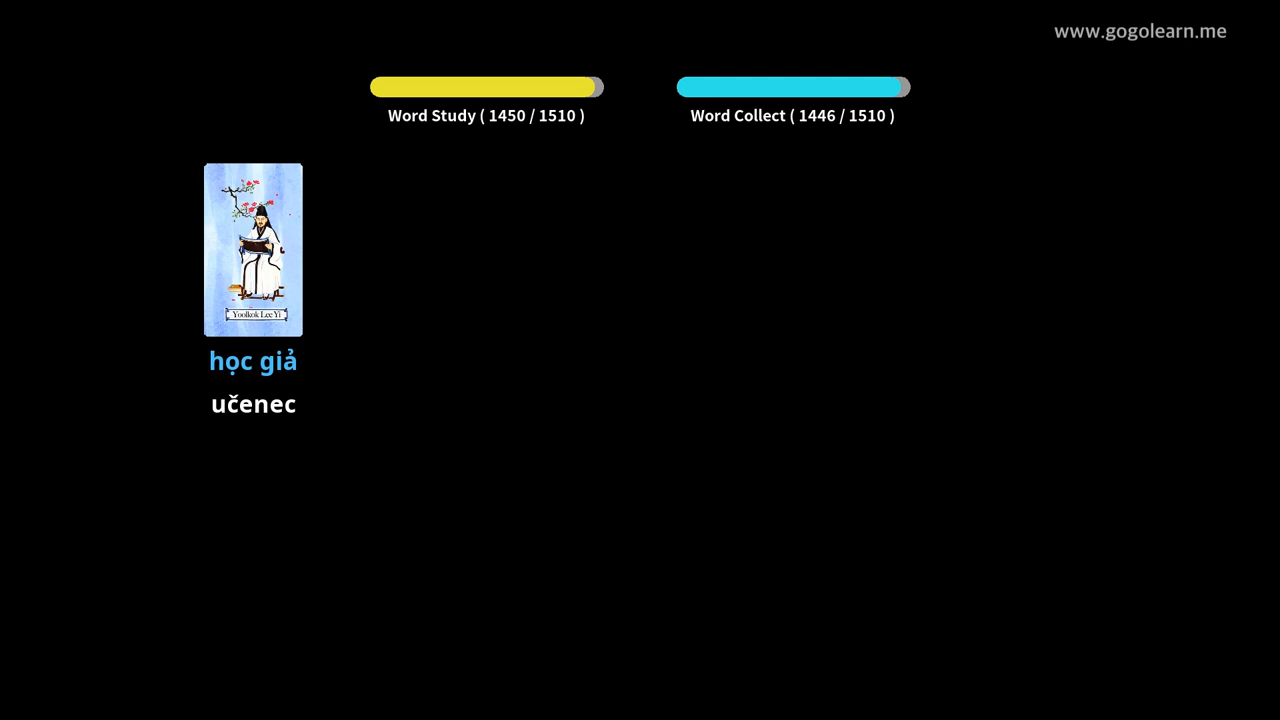 www.gogolearn.me
Word Study ( 1450 / 1510 )
Word Collect ( 1446 / 1510 )
Yoolkok Lee Yi
học giả
učenec